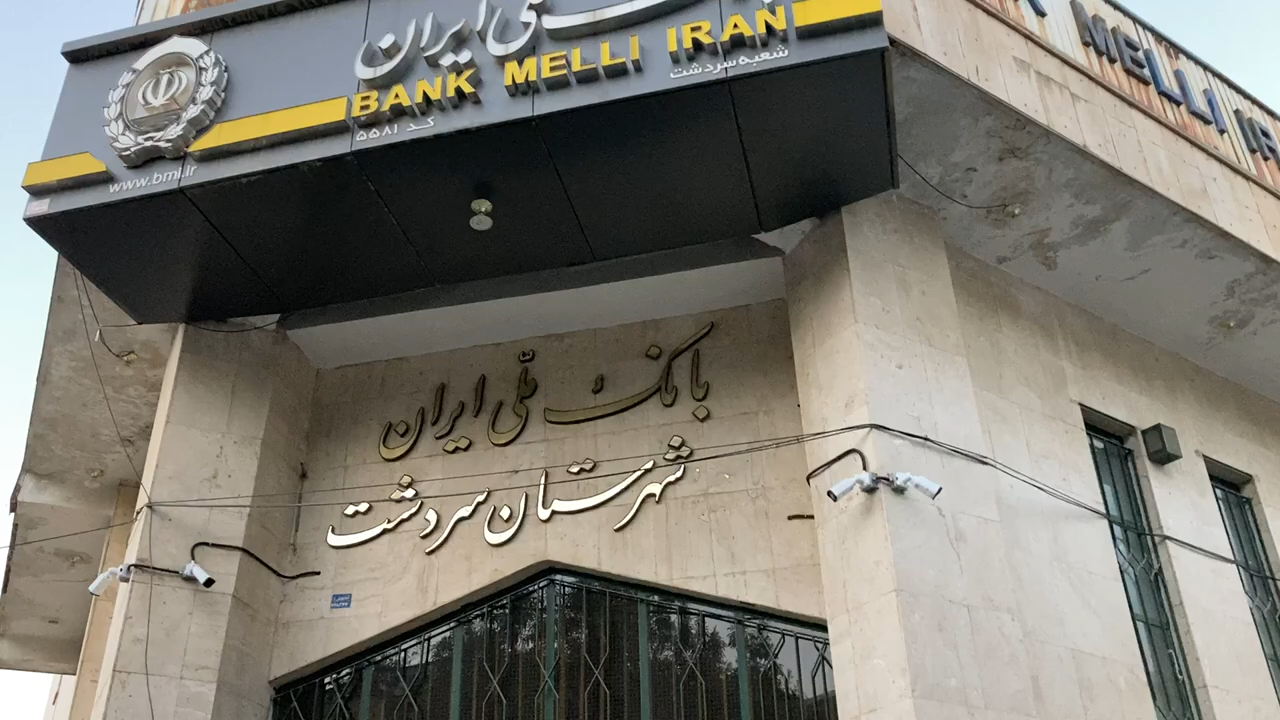 بانک ملی ایران
BANK MELLI IRAN
شعبه سردشت
کد ۵۵۸۱
www.bmi.ir
MELLI IR
بانک ملّی ایران
شهرستان سردشت